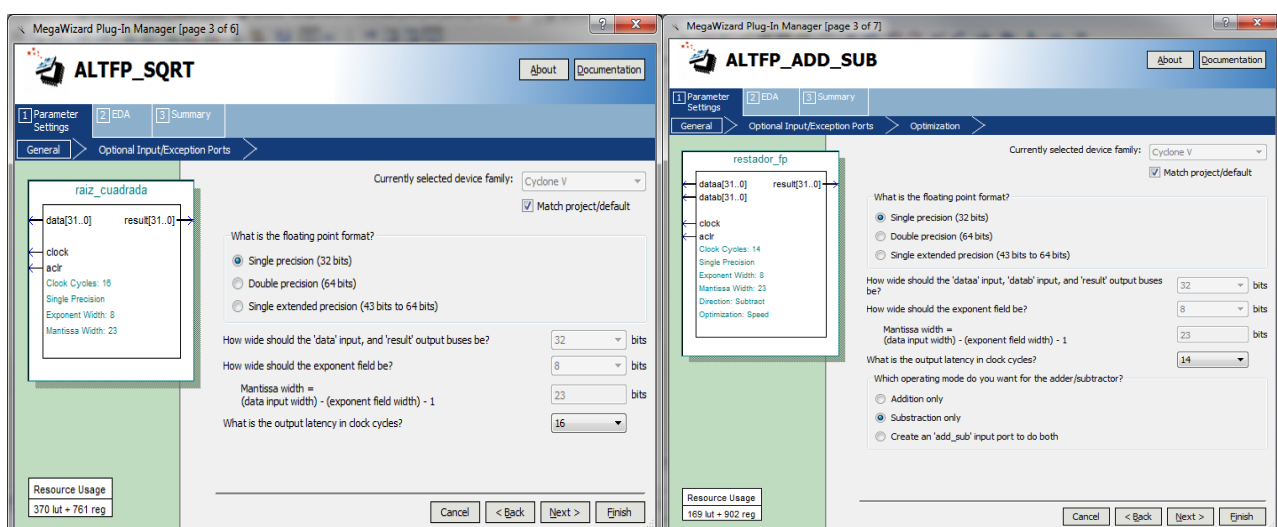 MegaWizard Plug-In Manager [page 3 of 6]
ALTFP_SQRT
About
Documentation
1 Parameter Settings
2 EDA
3 Summary
General
Optional Input/Exception Ports
raiz_cuadrada
data[31..0] result[31..0]
clock
aclr
Clock Cycles: 16
Single Precision
Exponent Width: 8
Mantissa Width: 23
Currently selected device family: Cyclone V
Match project/default
What is the floating point format?
Single precision (32 bits)
Double precision (64 bits)
Single extended precision (43 bits to 64 bits)
How wide should the 'data' input, and 'result' output buses be? 32 bits
How wide should the exponent field be? 8 bits
Mantissa width =
(data input width) - (exponent field width) - 1 23 bits
What is the output latency in clock cycles? 16
Resource Usage
370 lut + 761 reg
Cancel < Back Next > Finish
MegaWizard Plug-In Manager [page 3 of 7]
ALTFP_ADD_SUB
About
Documentation
1 Parameter Settings
2 EDA
3 Summary
General
Optional Input/Exception Ports
Optimization
restador_fp
dataa[31..0] result[31..0]
datab[31..0]
clock
aclr
Clock Cycles: 14
Single Precision
Exponent Width: 8
Mantissa Width: 23
Direction: Subtract
Optimization: Speed
Currently selected device family: Cyclone V
Match project/default
What is the floating point format?
Single precision (32 bits)
Double precision (64 bits)
Single extended precision (43 bits to 64 bits)
How wide should the 'dataa' input, 'datab' input, and 'result' output buses
be? 32 bits
How wide should the exponent field be? 8 bits
Mantissa width =
(data input width) - (exponent field width) - 1 23 bits
What is the output latency in clock cycles? 14
Which operating mode do you want for the adder/subtractor?
Addition only
Substraction only
Create an 'add_sub' input port to do both
Resource Usage
169 lut + 902 reg
Cancel < Back Next > Finish